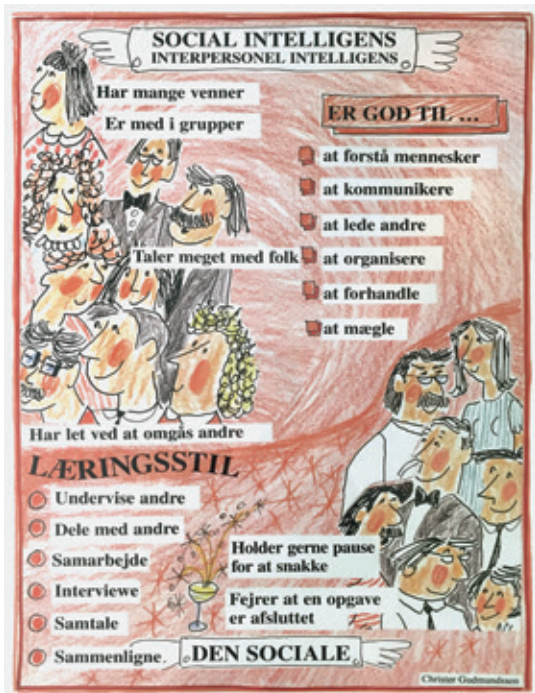 SOCIAL INTELLIGENS
INTERPERSONEL INTELLIGENS
Har mange venner
Er med i grupper
Taler meget med folk
Har let ved at omgås andre
ER GOD TIL ...
at forstå mennesker
at kommunikere
at lede andre
at organisere
at forhandle
at mægle
LÆRINGSSTIL
Undervise andre
Dele med andre
Samarbejde
Interviewe
Samtale
Sammenligne.
Holder gerne pause
for at snakke
Fejrer at en opgave
er afsluttet
DEN SOCIALE
Christer Gudmundsson